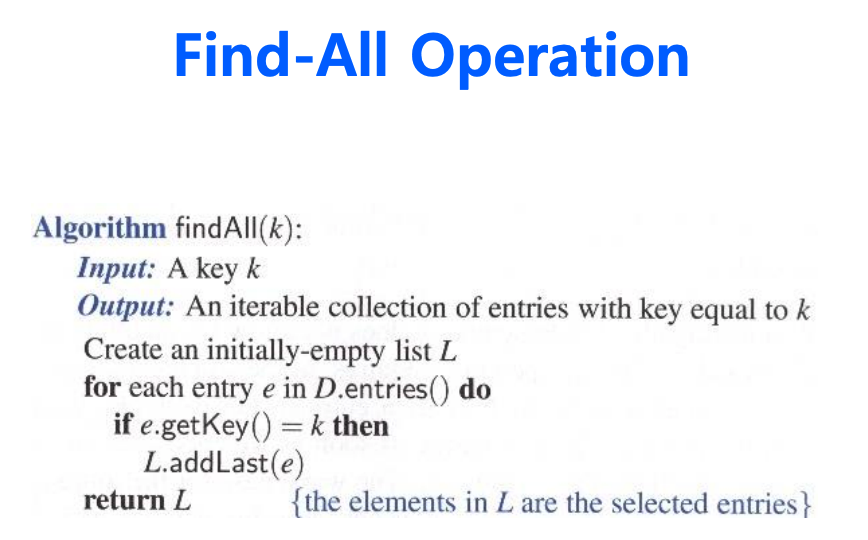 Find-All Operation
Algorithm findAll(k):
Input: A key k
Output: An iterable collection of entries with key equal to k
Create an initially-empty list L
for each entry e in D.entries() do
if e.getKey() = k then
L.addLast(e)
return L {the elements in L are the selected entries}